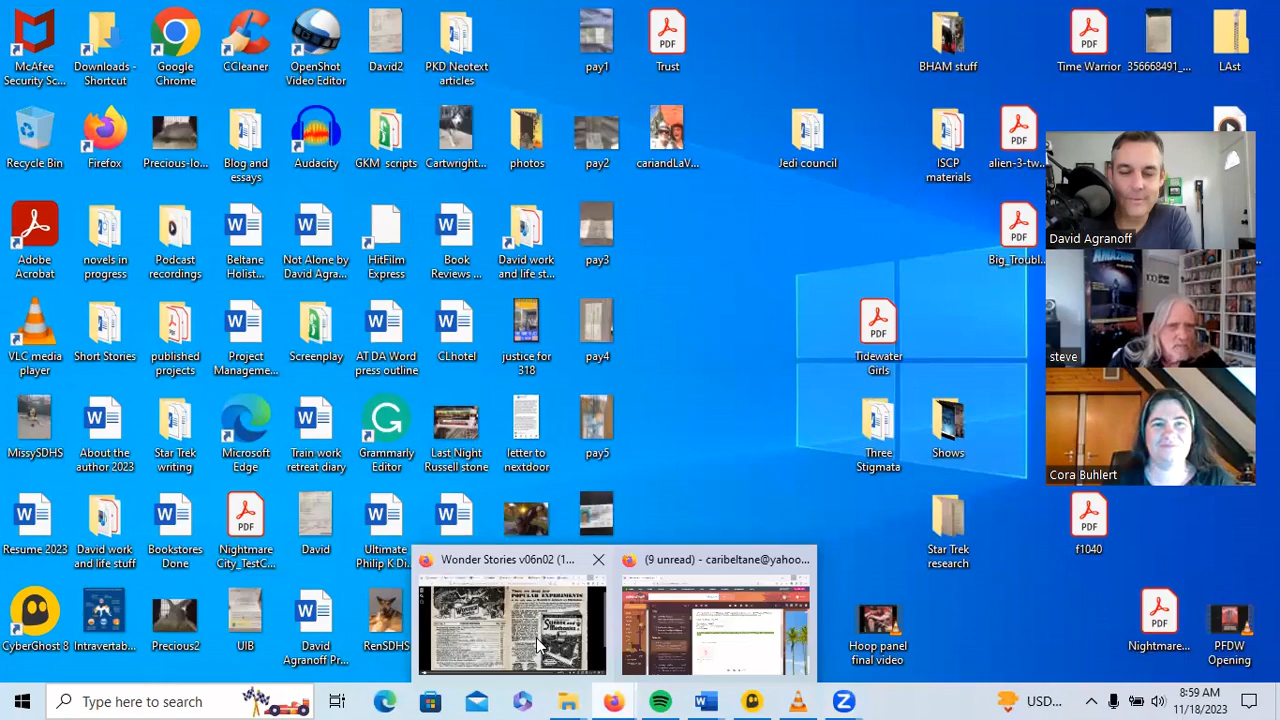 McAfee
Security Sc...
Downloads -
Shortcut
Google
Chrome
CCleaner
OpenShot
Video Editor
David2
PKD Neotext
articles
pay1
Trust
BHAM stuff
Time Warrior
356668491_...
LAst
Recycle Bin
Firefox
Precious-lo...
Blog and
essays
Audacity
GKM scripts
Cartwright...
photos
pay2
cariandLaV...
Jedi council
ISCP
materials
alien-3-tw...
David Agranoff
Adobe
Acrobat
novels in
progress
Podcast
recordings
Beltane
Holist...
Not Alone by
David Agra...
HitFilm
Express
Book
Reviews ...
David work
and life st...
pay3
Big_Troubl...
VLC media
player
Short Stories
published
projects
Project
Manageme...
Screenplay
AT DA Word
press outline
CLhotel
justice for
318
pay4
Tidewater
Girls
steve
MissySDHS
About the
author 2023
Star Trek
writing
Microsoft
Edge
Train work
retreat diary
Grammarly
Editor
Last Night
Russell stone
letter to
nextdoor
pay5
Three
Stigmata
Shows
Cora Buhlert
Resume 2023
David work
and life stuff
Bookstores
Done
Nightmare
City_TestC...
David
Ultimate
Philip K Di...
Star Trek
research
f1040
Wonder Stories v06n02 (1...
(9 unread) - caribeltane@yahoo...
POPULAR EXPERIMENTS
CyberGhost 8
Intravertab...
Precious2
UIB
David
Agranoff Pr...
RenSDHS
Hoop panel
final video
Nightmare...
PFDW
Opening
Type here to search
USD...
8:59 AM
11/18/2023